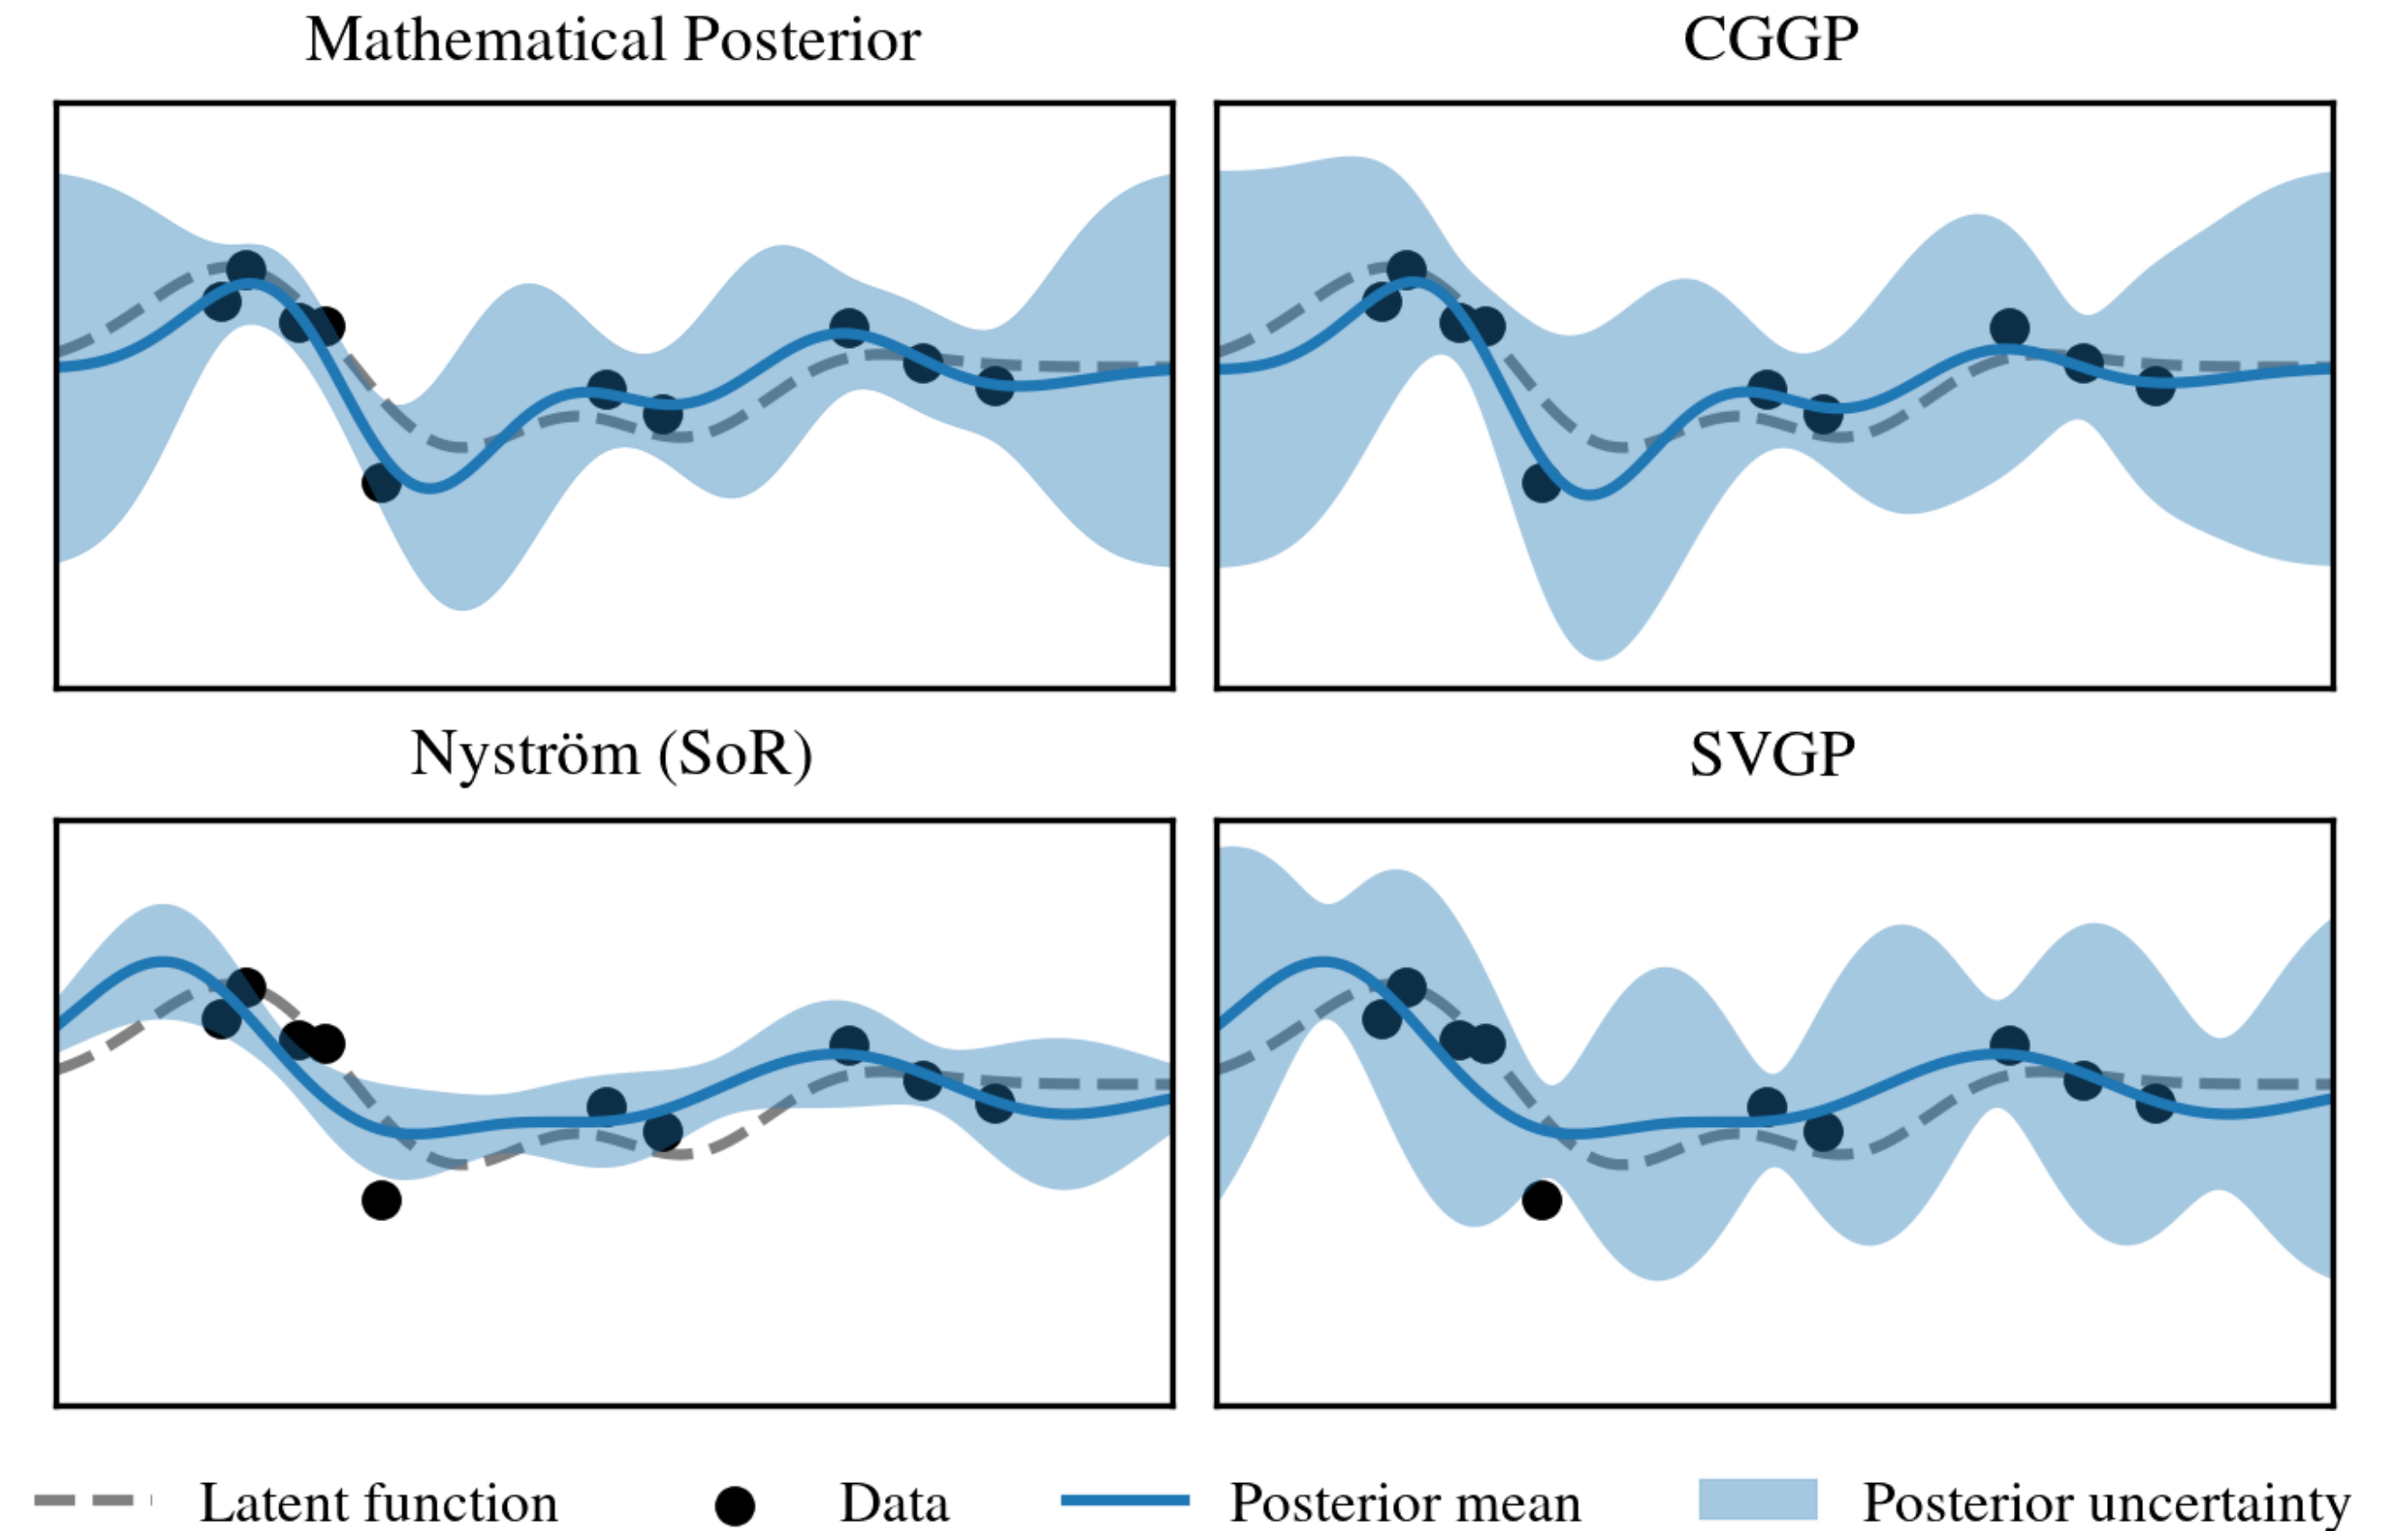 Mathematical Posterior
CGGP
Nyström (SoR)
SVGP
Latent function
Data
Posterior mean
Posterior uncertainty